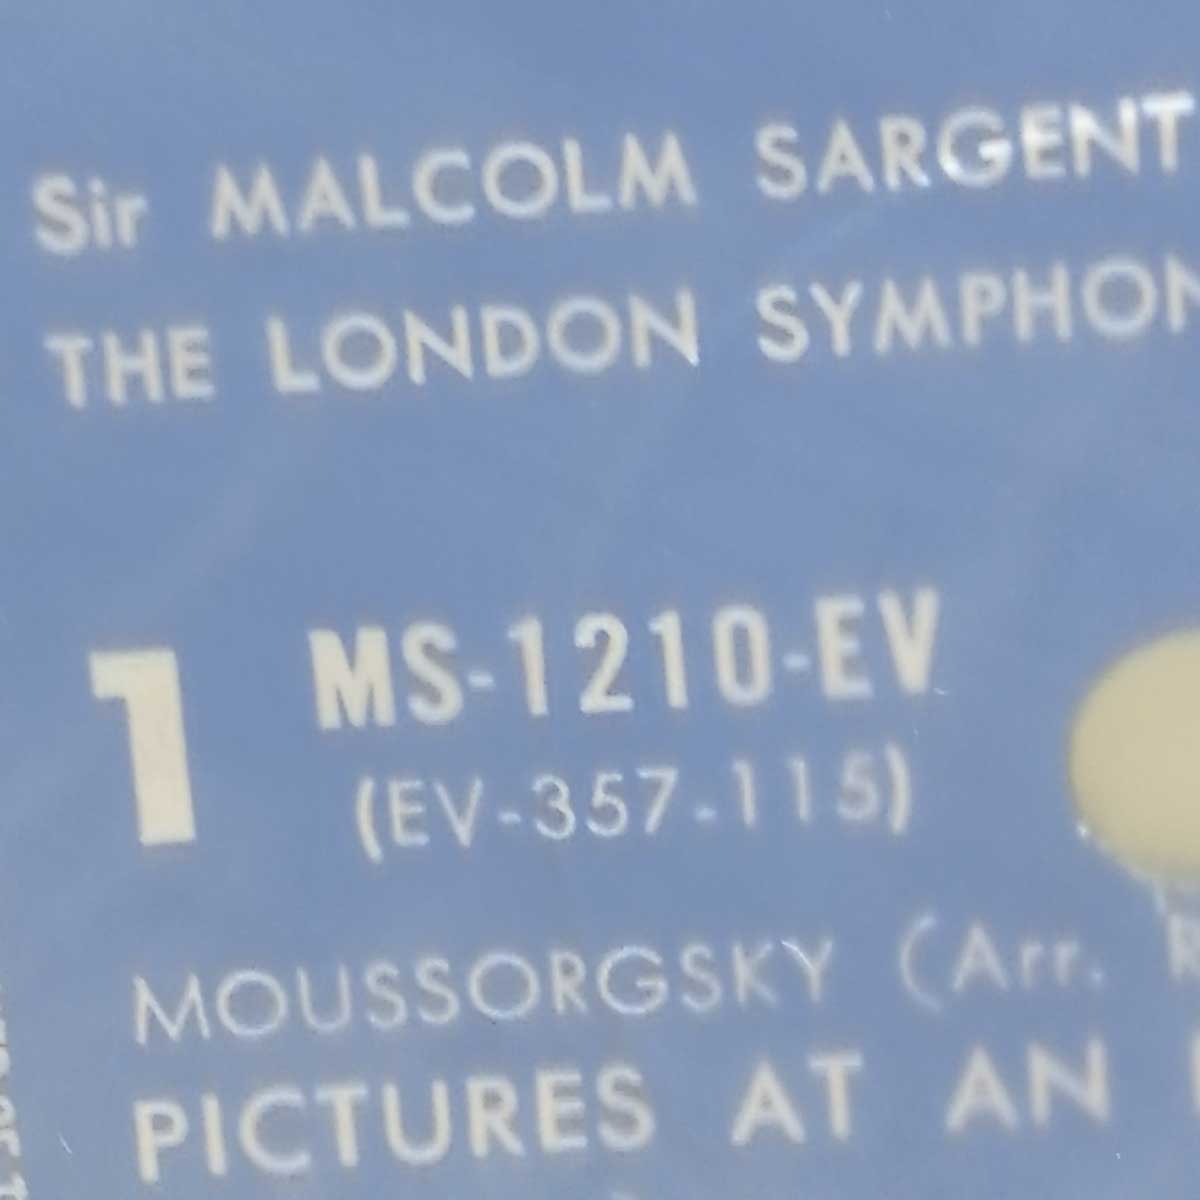 Sir MALCOLM SARGENT
THE LONDON SYMPHON
1
MS-1210-EV
(EV-357-115)
MOUSSORGSKY (Arr. R
PICTURES AT AN